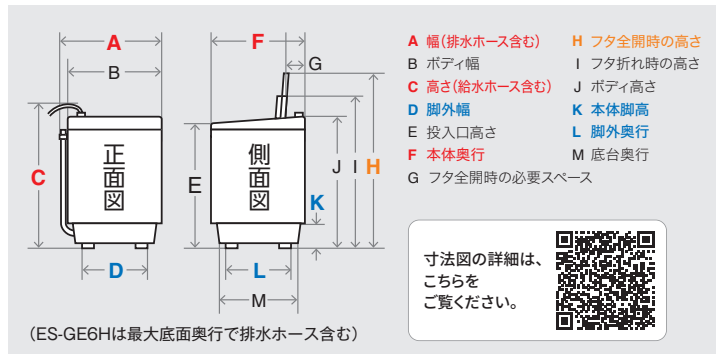 A
B
C
D
正面図
F
G
E
側面図
K
J
I
H
L
M
A 幅(排水ホース含む)
B ボディ幅
C 高さ(給水ホース含む)
D 脚外幅
E 投入口高さ
F 本体奥行
G フタ全開時の必要スペース
H フタ全開時の高さ
I フタ折れ時の高さ
J ボディ高さ
K 本体脚高
L 脚外奥行
M 底台奥行
寸法図の詳細は、
こちらを
ご覧ください。
(ES-GE6Hは最大底面奥行で排水ホース含む)